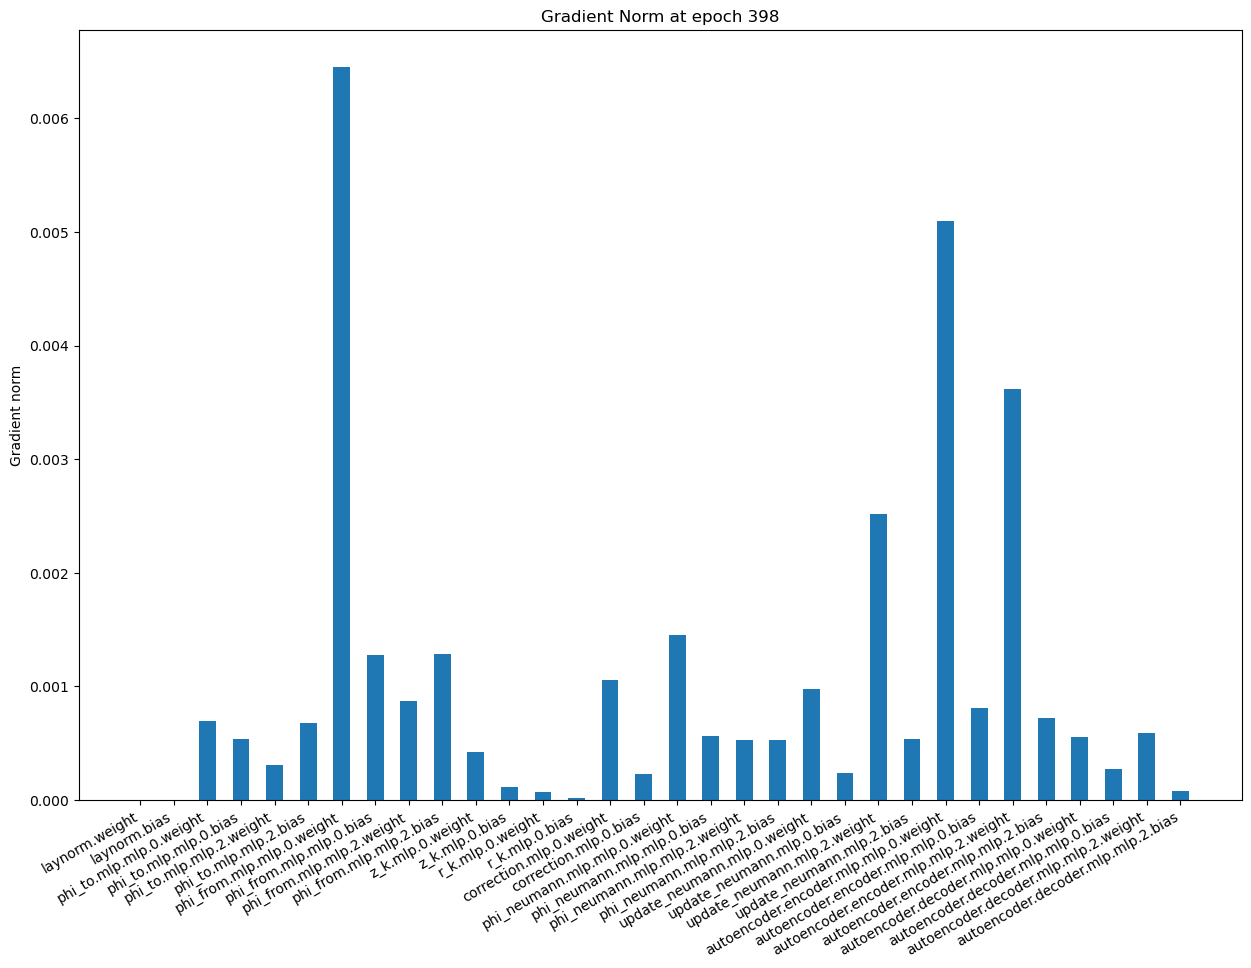 Gradient Norm at epoch 398
Gradient norm
0.006
0.005
0.004
0.003
0.002
0.001
0.000
laynorm.weight
laynorm.bias
phi_to.mlp.mlp.0.weight
phi_to.mlp.mlp.0.bias
phi_to.mlp.mlp.2.weight
phi_to.mlp.mlp.2.bias
phi_from.mlp.mlp.0.weight
phi_from.mlp.mlp.0.bias
phi_from.mlp.mlp.2.weight
phi_from.mlp.mlp.2.bias
z_k.mlp.0.weight
z_k.mlp.0.bias
r_k.mlp.0.weight
r_k.mlp.0.bias
correction.mlp.0.weight
correction.mlp.0.bias
phi_neumann.mlp.mlp.0.weight
phi_neumann.mlp.mlp.0.bias
phi_neumann.mlp.mlp.2.weight
phi_neumann.mlp.mlp.2.bias
update_neumann.mlp.0.weight
update_neumann.mlp.0.bias
update_neumann.mlp.2.weight
update_neumann.mlp.2.bias
autoencoder.encoder.mlp.mlp.0.weight
autoencoder.encoder.mlp.mlp.0.bias
autoencoder.encoder.mlp.mlp.2.weight
autoencoder.encoder.mlp.mlp.2.bias
autoencoder.decoder.mlp.mlp.0.weight
autoencoder.decoder.mlp.mlp.0.bias
autoencoder.decoder.mlp.mlp.2.weight
autoencoder.decoder.mlp.mlp.2.bias